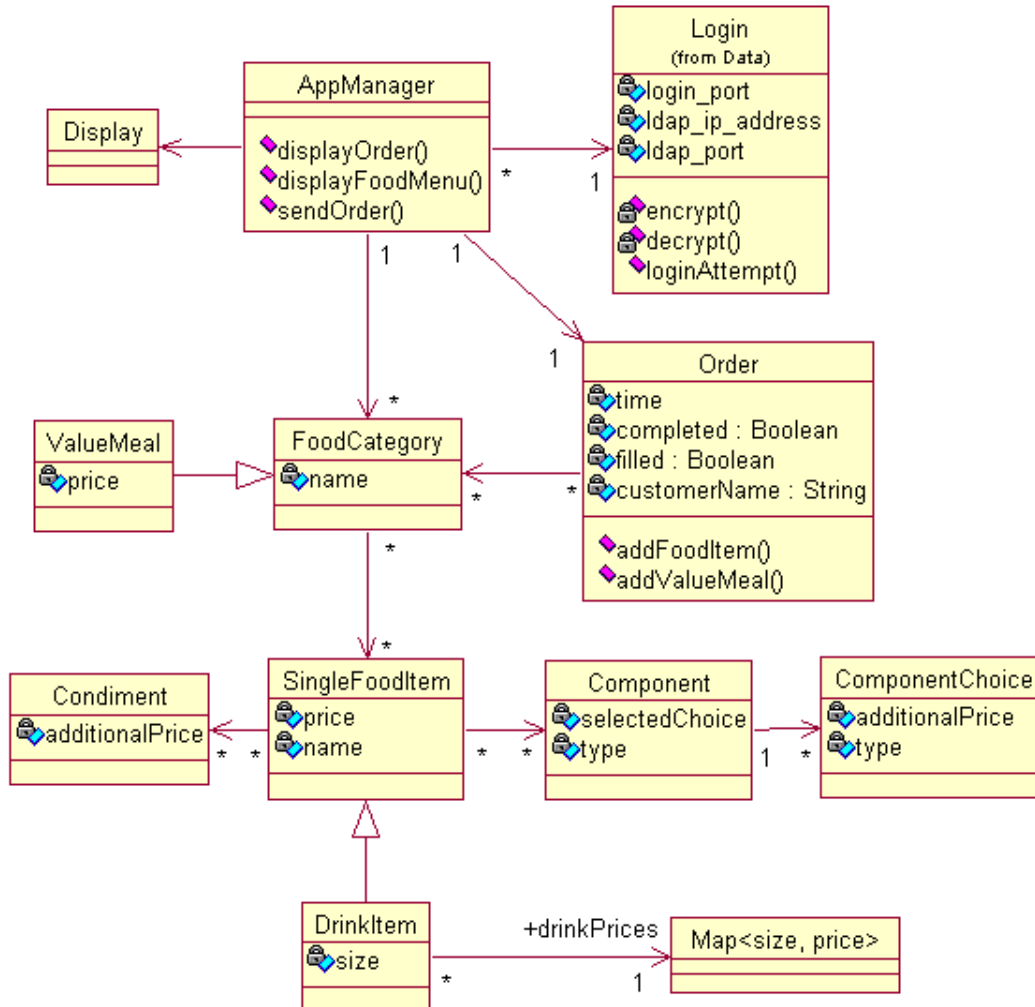 Login
(from Data)
login_port
ldap_ip_address
ldap_port
encrypt()
decrypt()
loginAttempt()
AppManager
displayOrder()
displayFoodMenu()
sendOrder()
Display
*
1
1
1
1
*
Order
time
completed : Boolean
filled : Boolean
customerName : String
addFoodItem()
addValueMeal()
ValueMeal
price
FoodCategory
name
*
*
*
*
Condiment
additionalPrice
SingleFoodItem
price
name
Component
selectedChoice
type
ComponentChoice
additionalPrice
type
*
*
*
*
1
*
DrinkItem
size
+drinkPrices
*
1
Map<size, price>